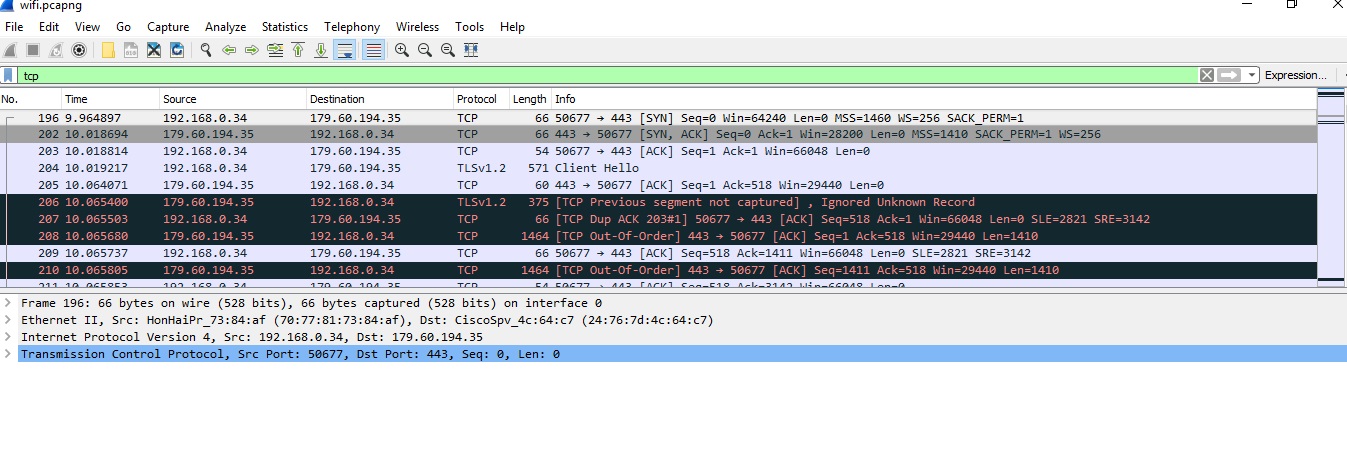 wifi.pcapng
File Edit View Go Capture Analyze Statistics Telephony Wireless Tools Help
tcp Expression...
No. Time Source Destination Protocol Length Info
196 9.964897 192.168.0.34 179.60.194.35 TCP 66 50677 → 443 [SYN] Seq=0 Win=64240 Len=0 MSS=1460 WS=256 SACK_PERM=1
202 10.018694 179.60.194.35 192.168.0.34 TCP 66 443 → 50677 [SYN, ACK] Seq=0 Ack=1 Win=28200 Len=0 MSS=1410 SACK_PERM=1 WS=256
203 10.018814 192.168.0.34 179.60.194.35 TCP 54 50677 → 443 [ACK] Seq=1 Ack=1 Win=66048 Len=0
204 10.019217 192.168.0.34 179.60.194.35 TLSv1.2 571 Client Hello
205 10.064071 179.60.194.35 192.168.0.34 TCP 60 443 → 50677 [ACK] Seq=1 Ack=518 Win=29440 Len=0
206 10.065400 179.60.194.35 192.168.0.34 TLSv1.2 375 [TCP Previous segment not captured] , Ignored Unknown Record
207 10.065503 192.168.0.34 179.60.194.35 TCP 66 [TCP Dup ACK 203#1] 50677 → 443 [ACK] Seq=518 Ack=1 Win=66048 Len=0 SLE=2821 SRE=3142
208 10.065680 179.60.194.35 192.168.0.34 TCP 1464 [TCP Out-Of-Order] 443 → 50677 [ACK] Seq=1 Ack=518 Win=29440 Len=1410
209 10.065737 192.168.0.34 179.60.194.35 TCP 66 50677 → 443 [ACK] Seq=518 Ack=1411 Win=66048 Len=0 SLE=2821 SRE=3142
210 10.065805 179.60.194.35 192.168.0.34 TCP 1464 [TCP Out-Of-Order] 443 → 50677 [ACK] Seq=1411 Ack=518 Win=29440 Len=1410
211 10.065853 192.168.0.34 179.60.194.35 TCP 54 50677 → 443 [ACK] Seq=518 Ack=3142 Win=66048 Len=0
Frame 196: 66 bytes on wire (528 bits), 66 bytes captured (528 bits) on interface 0
Ethernet II, Src: HonHaiPr_73:84:af (70:77:81:73:84:af), Dst: CiscoSpv_4c:64:c7 (24:76:7d:4c:64:c7)
Internet Protocol Version 4, Src: 192.168.0.34, Dst: 179.60.194.35
Transmission Control Protocol, Src Port: 50677, Dst Port: 443, Seq: 0, Len: 0